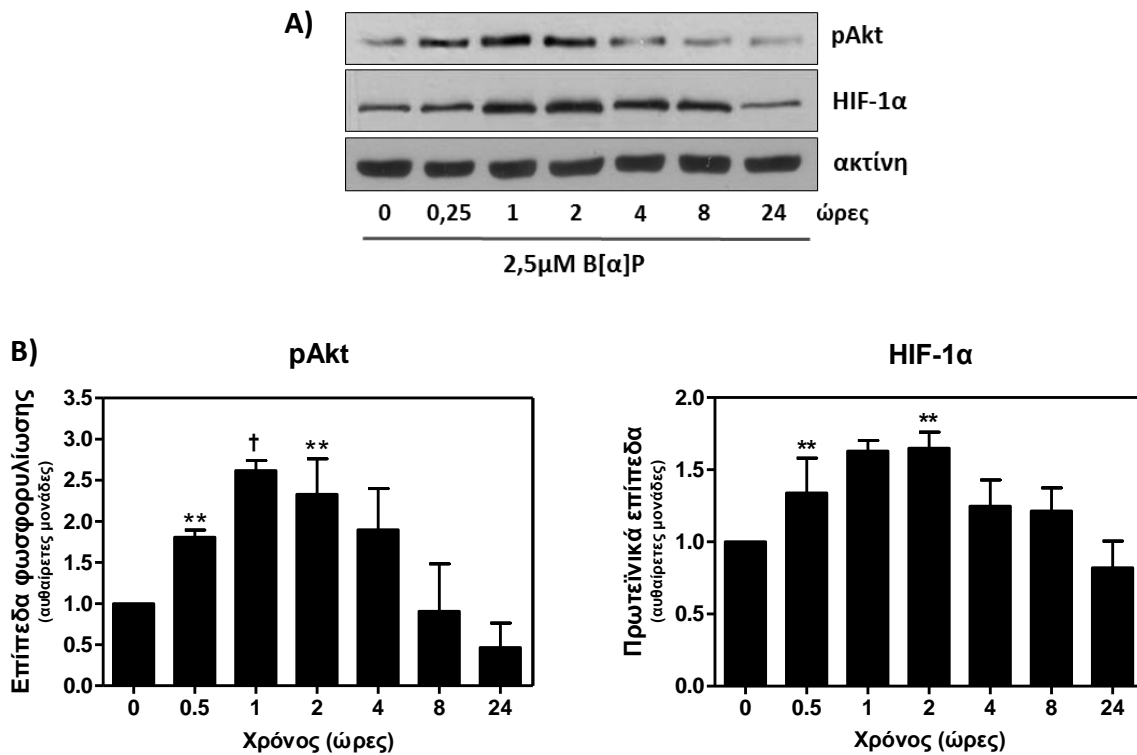 A)
pAkt
HIF-1α
ακτίνη
0 0,25 1 2 4 8 24 ώρες
2,5μM B[α]P
B)
pAkt
Επίπεδα φωσφορυλίωσης
(αυθαίρετες μονάδες)
3.5
3.0
2.5
2.0
1.5
1.0
0.5
0.0
** † **
0 0.5 1 2 4 8 24
Χρόνος (ώρες)
HIF-1α
Πρωτεϊνικά επίπεδα
(αυθαίρετες μονάδες)
2.0
1.5
1.0
0.5
0.0
** **
0 0.5 1 2 4 8 24
Χρόνος (ώρες)